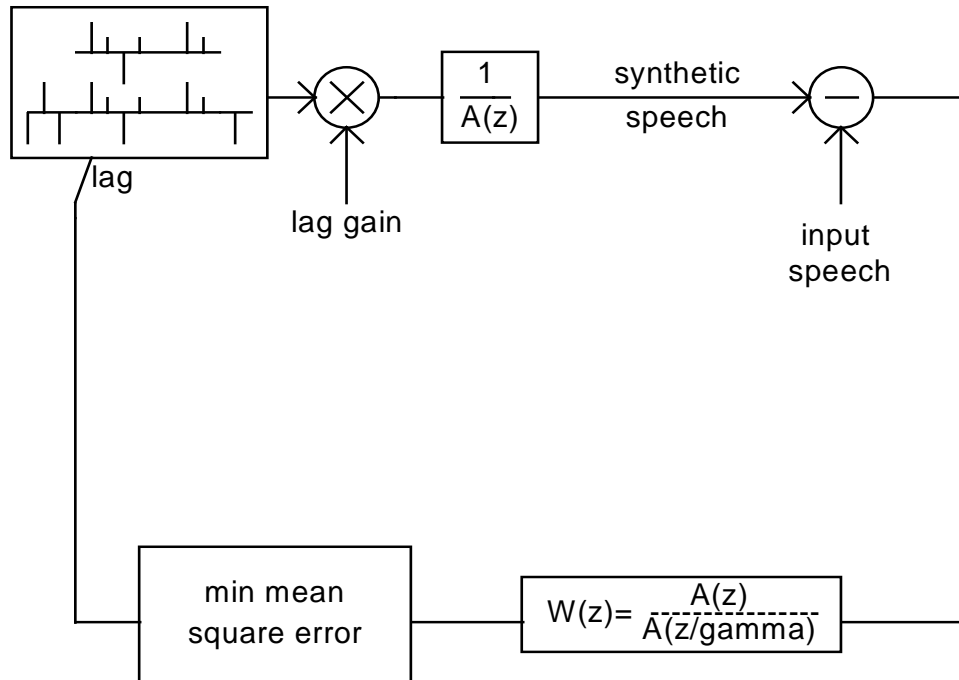 1
A(z)
synthetic
speech
lag
lag gain
input
speech
min mean
square error
W(z)= A(z)
A(z/gamma)